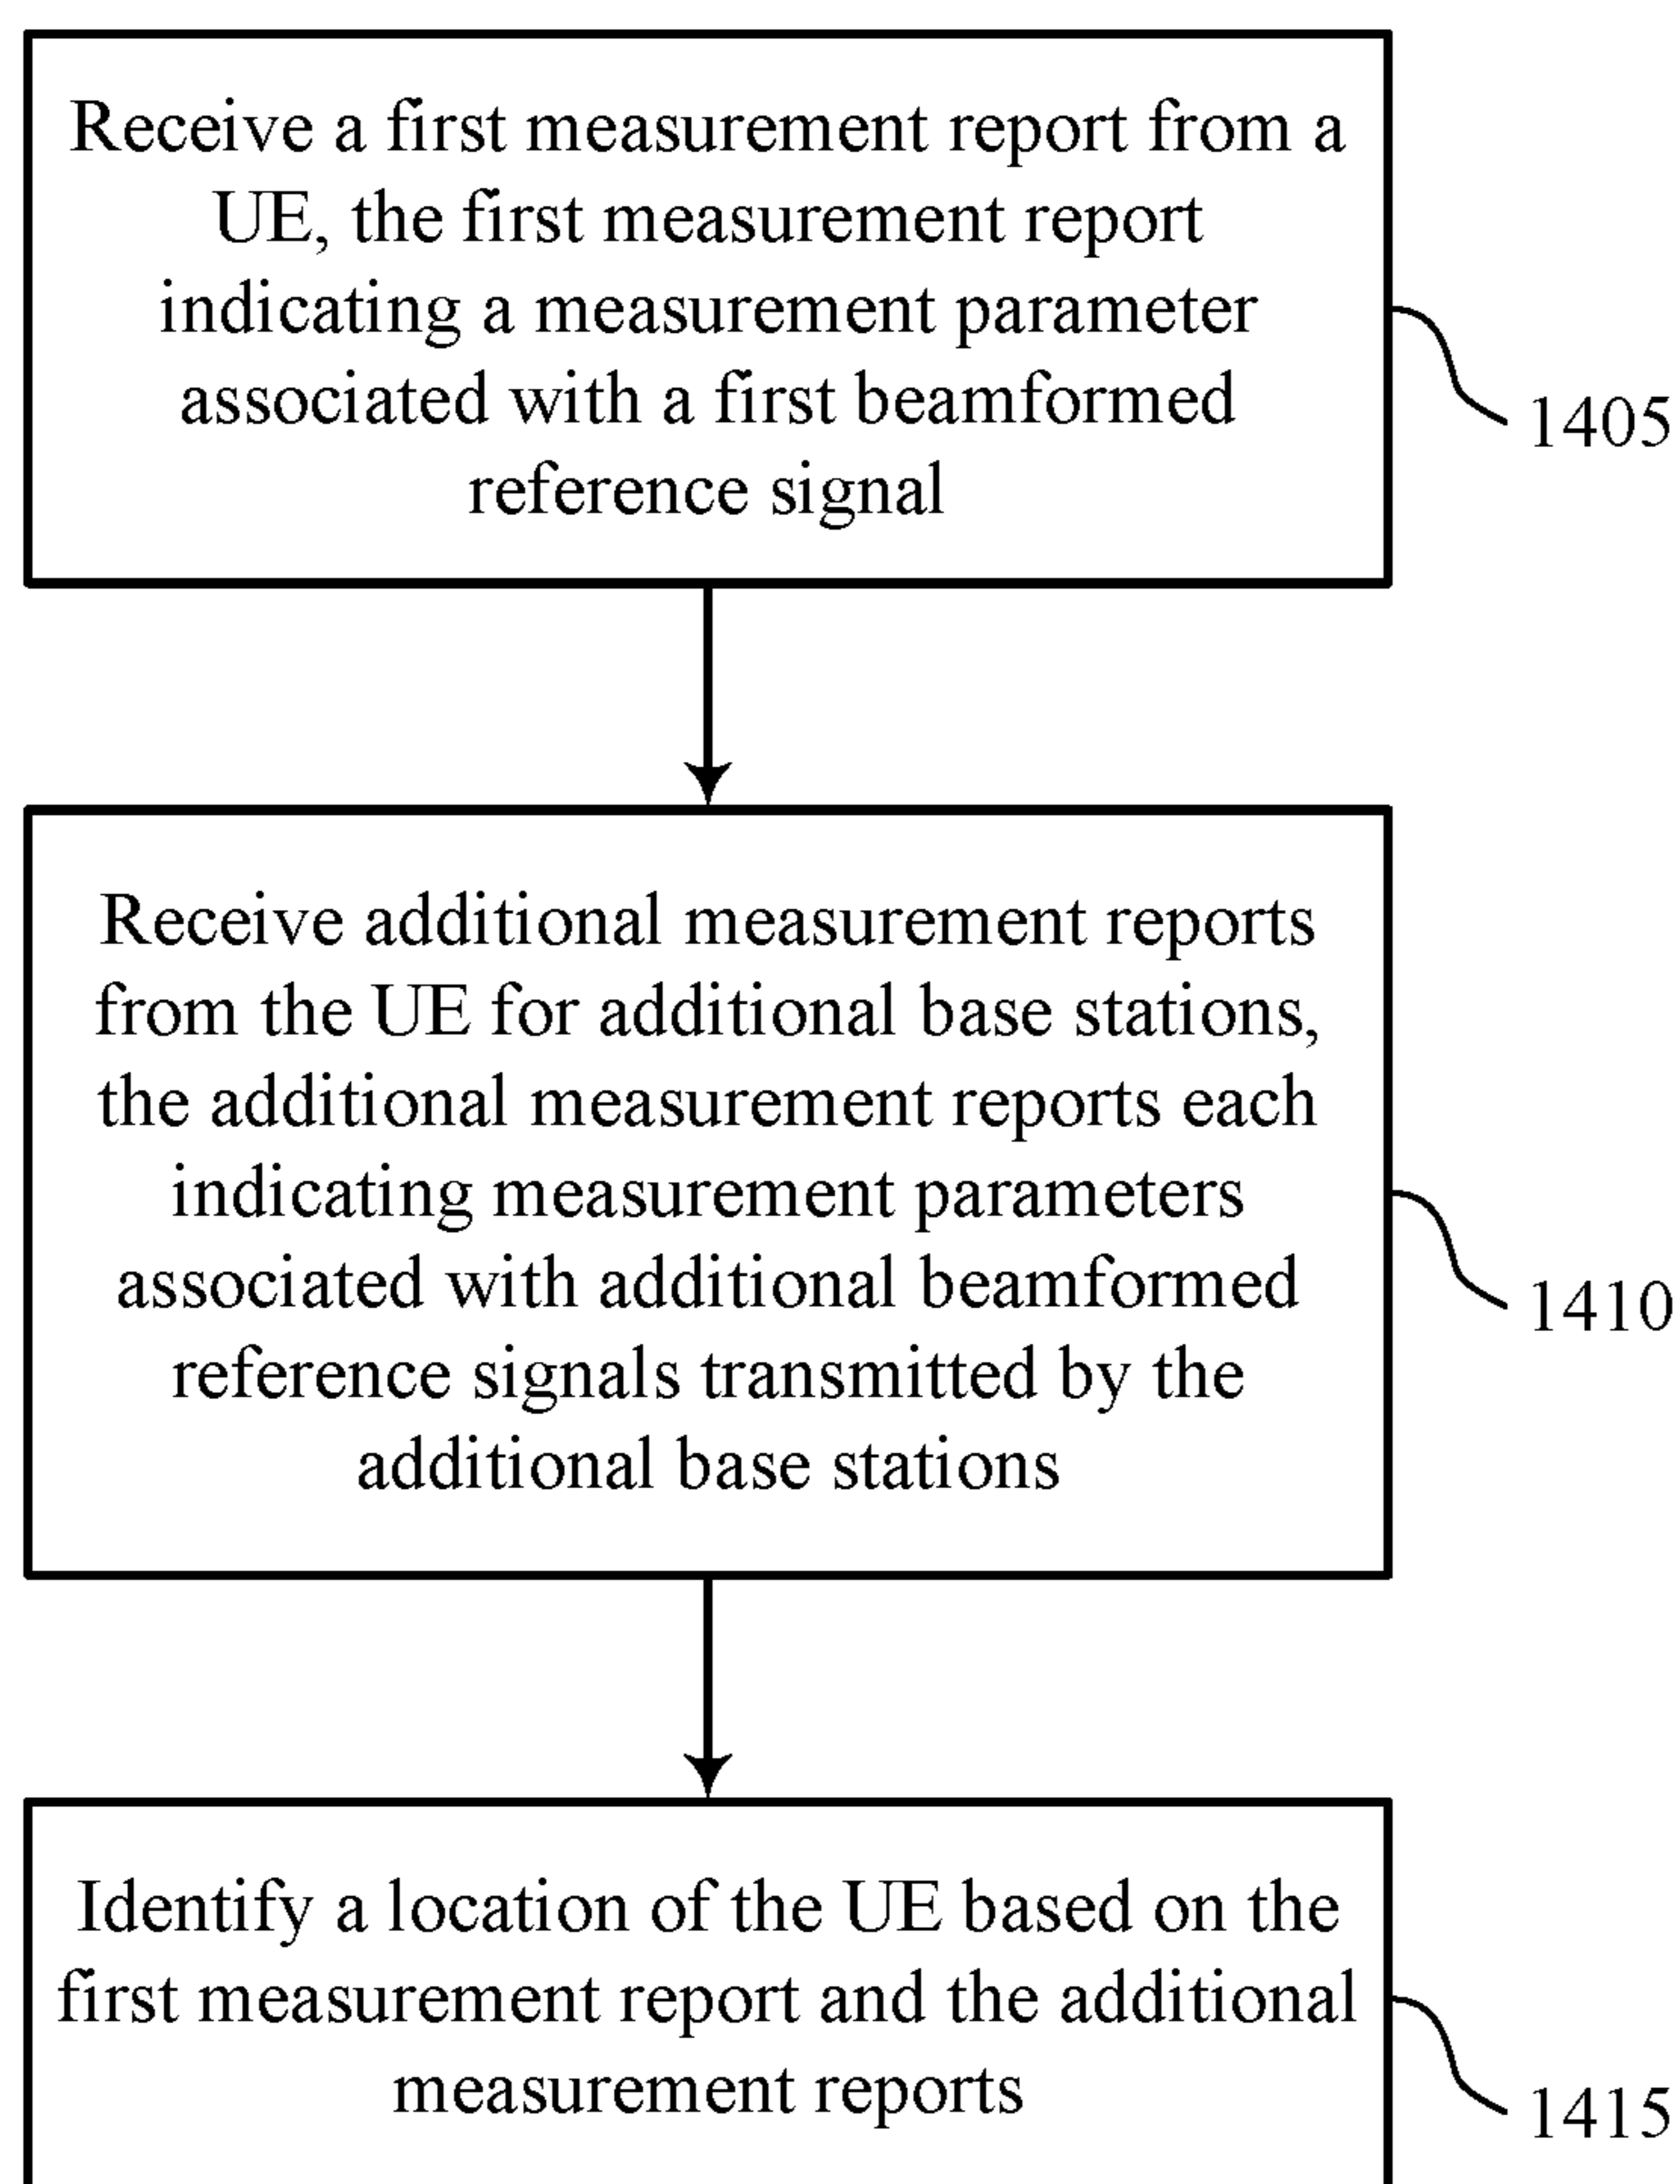 Receive a first measurement report from a
UE, the first measurement report
indicating a measurement parameter
associated with a first beamformed
reference signal
1405
Receive additional measurement reports
from the UE for additional base stations,
the additional measurement reports each
indicating measurement parameters
associated with additional beamformed
reference signals transmitted by the
additional base stations
1410
Identify a location of the UE based on the
first measurement report and the additional
measurement reports
1415